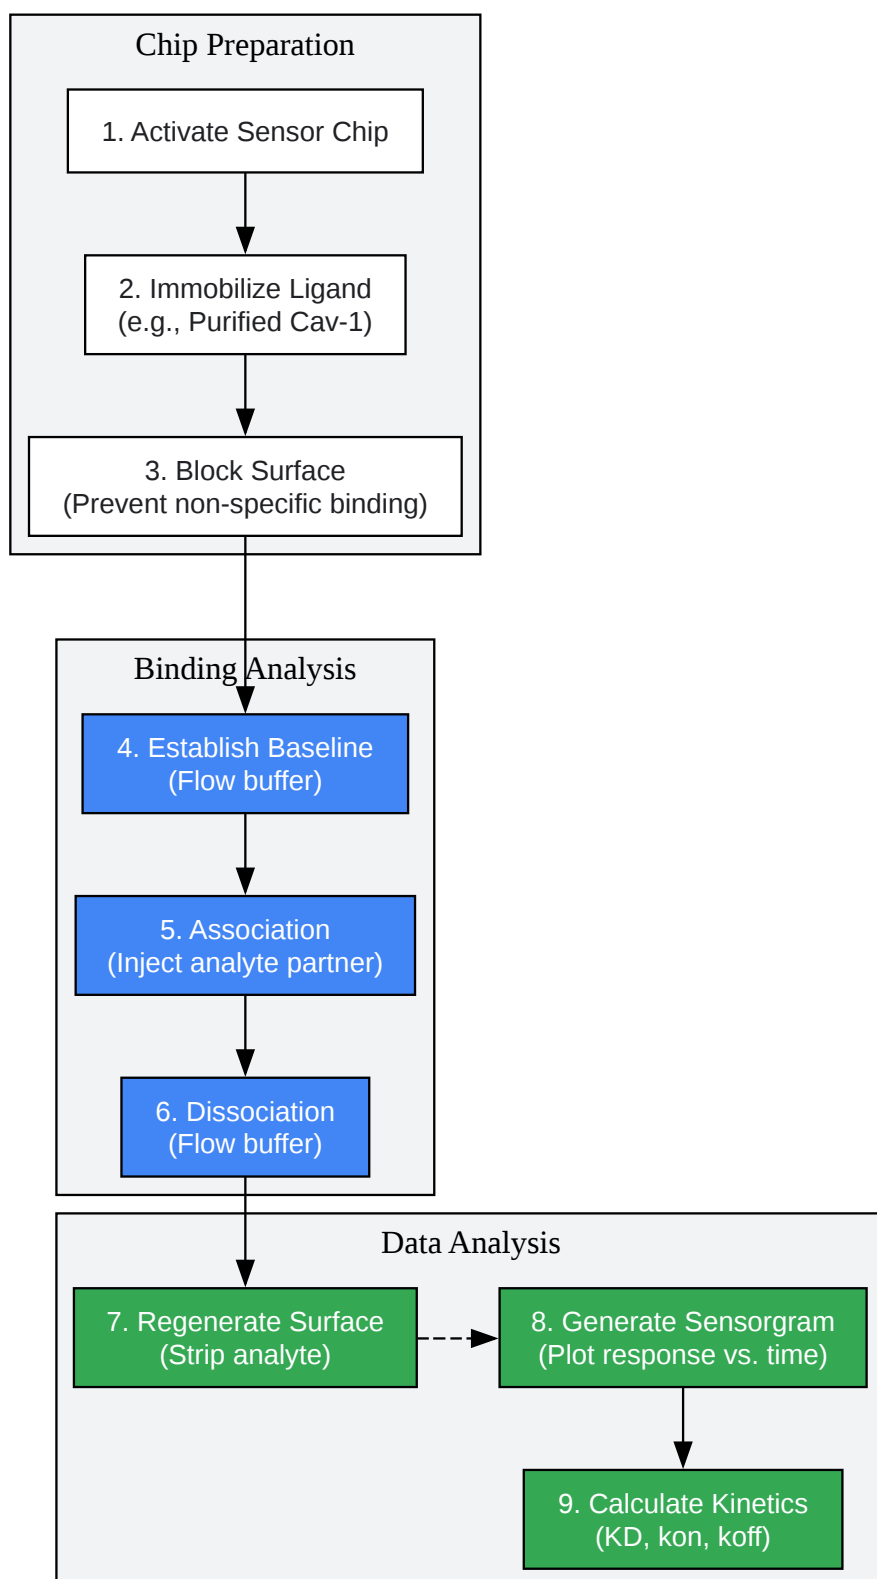 Chip Preparation
1. Activate Sensor Chip
2. Immobilize Ligand
(e.g., Purified Cav-1)
3. Block Surface
(Prevent non-specific binding)
Binding Analysis
4. Establish Baseline
(Flow buffer)
5. Association
(Inject analyte partner)
6. Dissociation
(Flow buffer)
Data Analysis
7. Regenerate Surface
(Strip analyte)
8. Generate Sensorgram
(Plot response vs. time)
9. Calculate Kinetics
(KD, kon, koff)